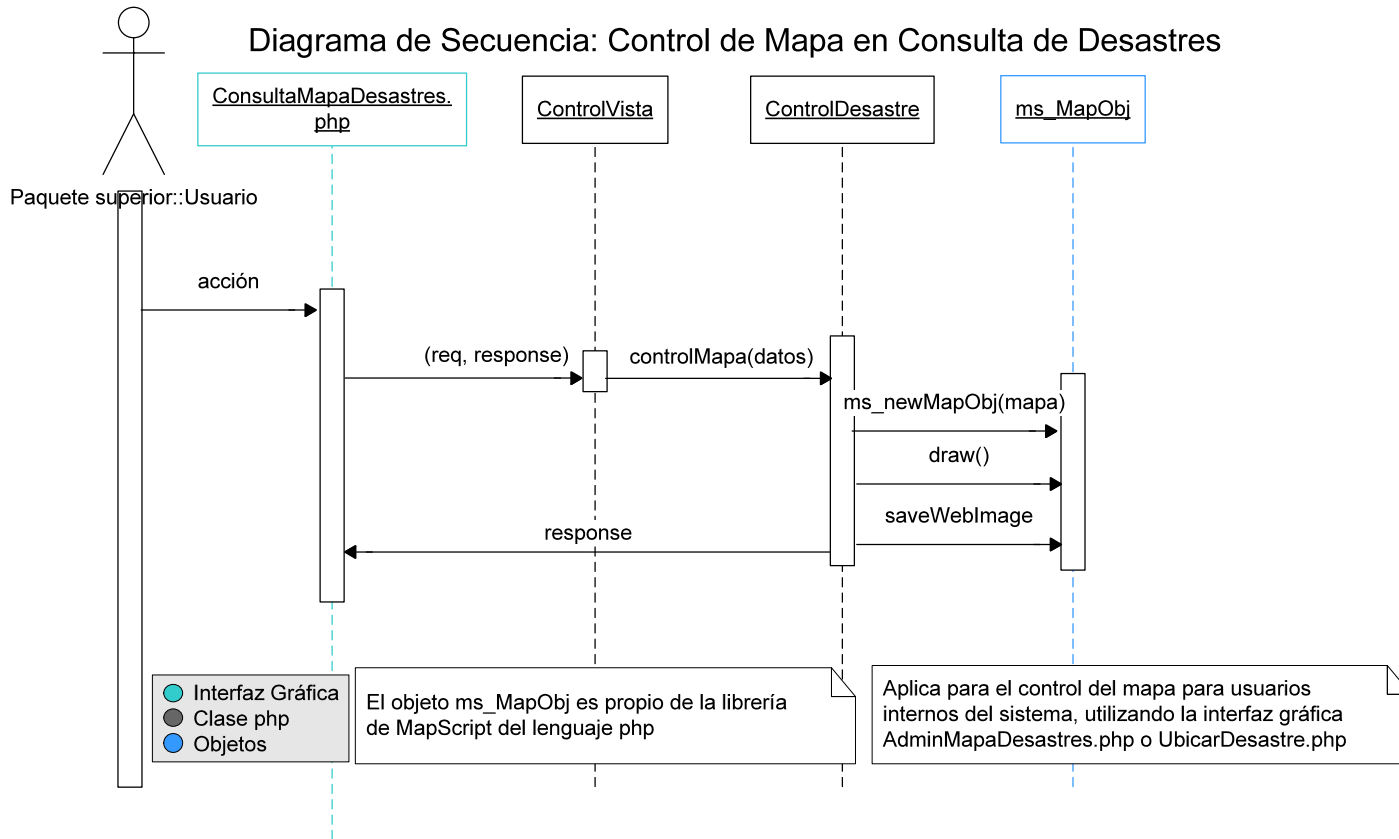 Diagrama de Secuencia: Control de Mapa en Consulta de Desastres
ConsultaMapaDesastres.
php
ControlVista
ControlDesastre
ms_MapObj
Paquete superior::Usuario
acción
(req, response)
controlMapa(datos)
ms_newMapObj(mapa)
draw()
saveWebImage
response
Interfaz Gráfica
Clase php
Objetos
El objeto ms_MapObj es propio de la librería
de MapScript del lenguaje php
Aplica para el control del mapa para usuarios
internos del sistema, utilizando la interfaz gráfica
AdminMapaDesastres.php o UbicarDesastre.php